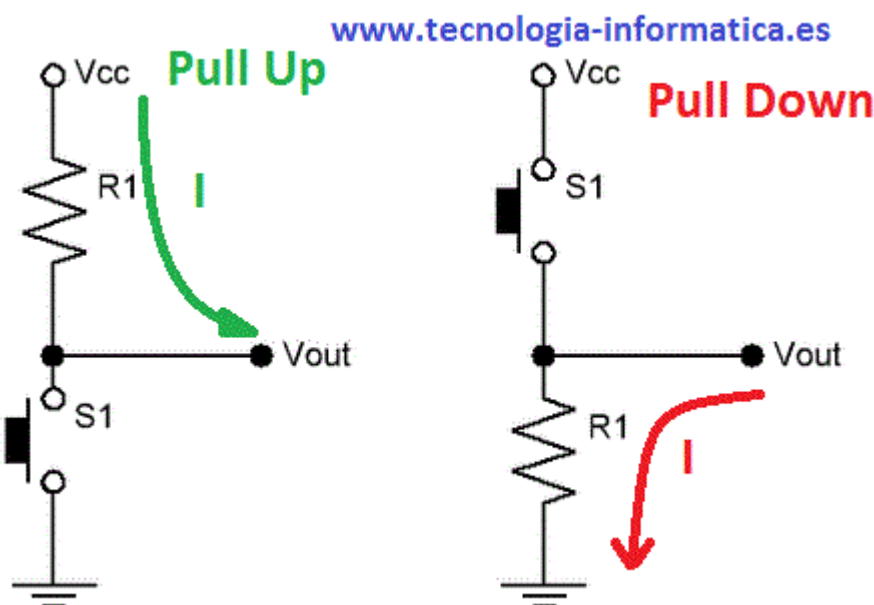 www.tecnologia-informatica.es
Vcc
Pull Up
R1
I
Vout
S1
Vcc
Pull Down
S1
Vout
R1
I